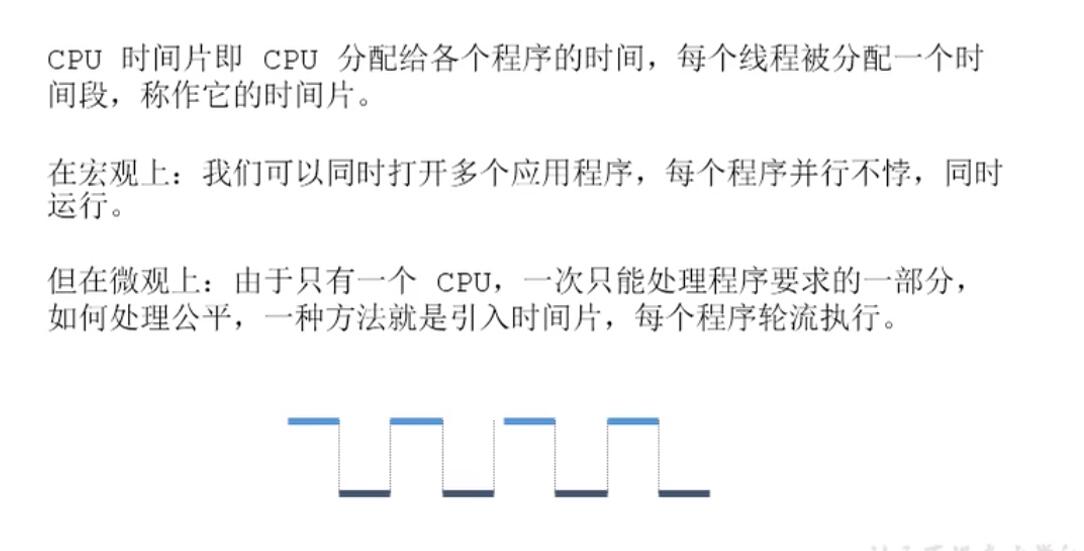 CPU 时间片即 CPU 分配给各个程序的时间，每个线程被分配一个时
间段，称作它的时间片。
在宏观上：我们可以同时打开多个应用程序，每个程序并行不悖，同时
运行。
但在微观上：由于只有一个 CPU，一次只能处理程序要求的一部分，
如何处理公平，一种方法就是引入时间片，每个程序轮流执行。